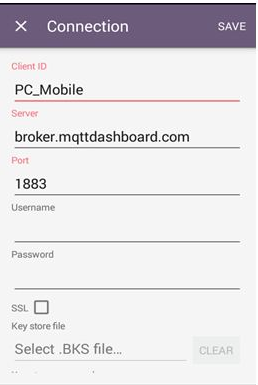 × Connection SAVE
Client ID
PC_Mobile
Server
broker.mqttdashboard.com
Port
1883
Username
Password
SSL
Key store file
Select .BKS file... CLEAR